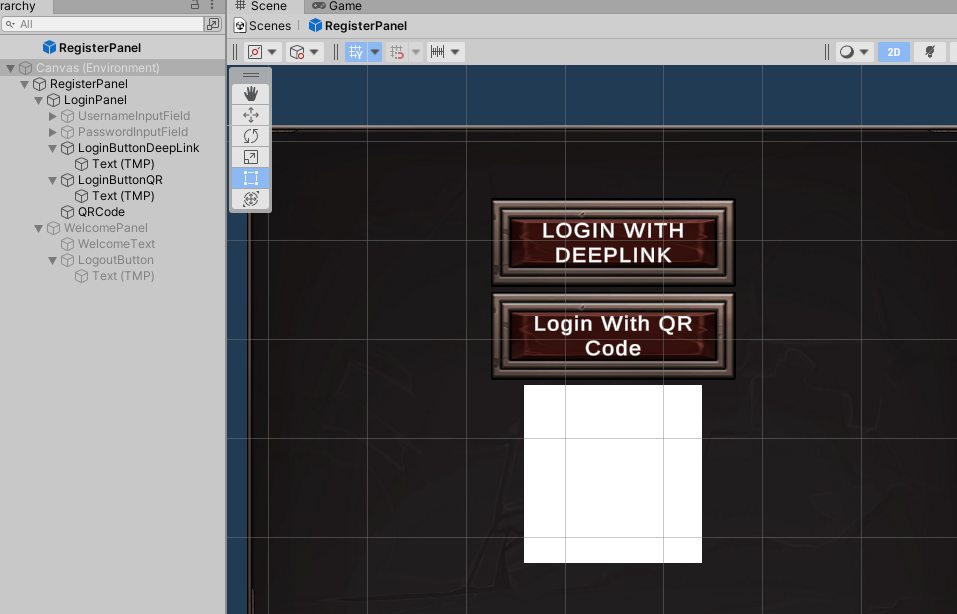 rarchy
Scene
Game
All
Scenes
RegisterPanel
RegisterPanel
2D
Canvas (Environment)
RegisterPanel
LoginPanel
UsernameInputField
PasswordInputField
LoginButtonDeepLink
Text (TMP)
LoginButtonQR
Text (TMP)
QRCode
WelcomePanel
WelcomeText
LogoutButton
Text (TMP)
LOGIN WITH
DEEPLINK
Login With QR
Code